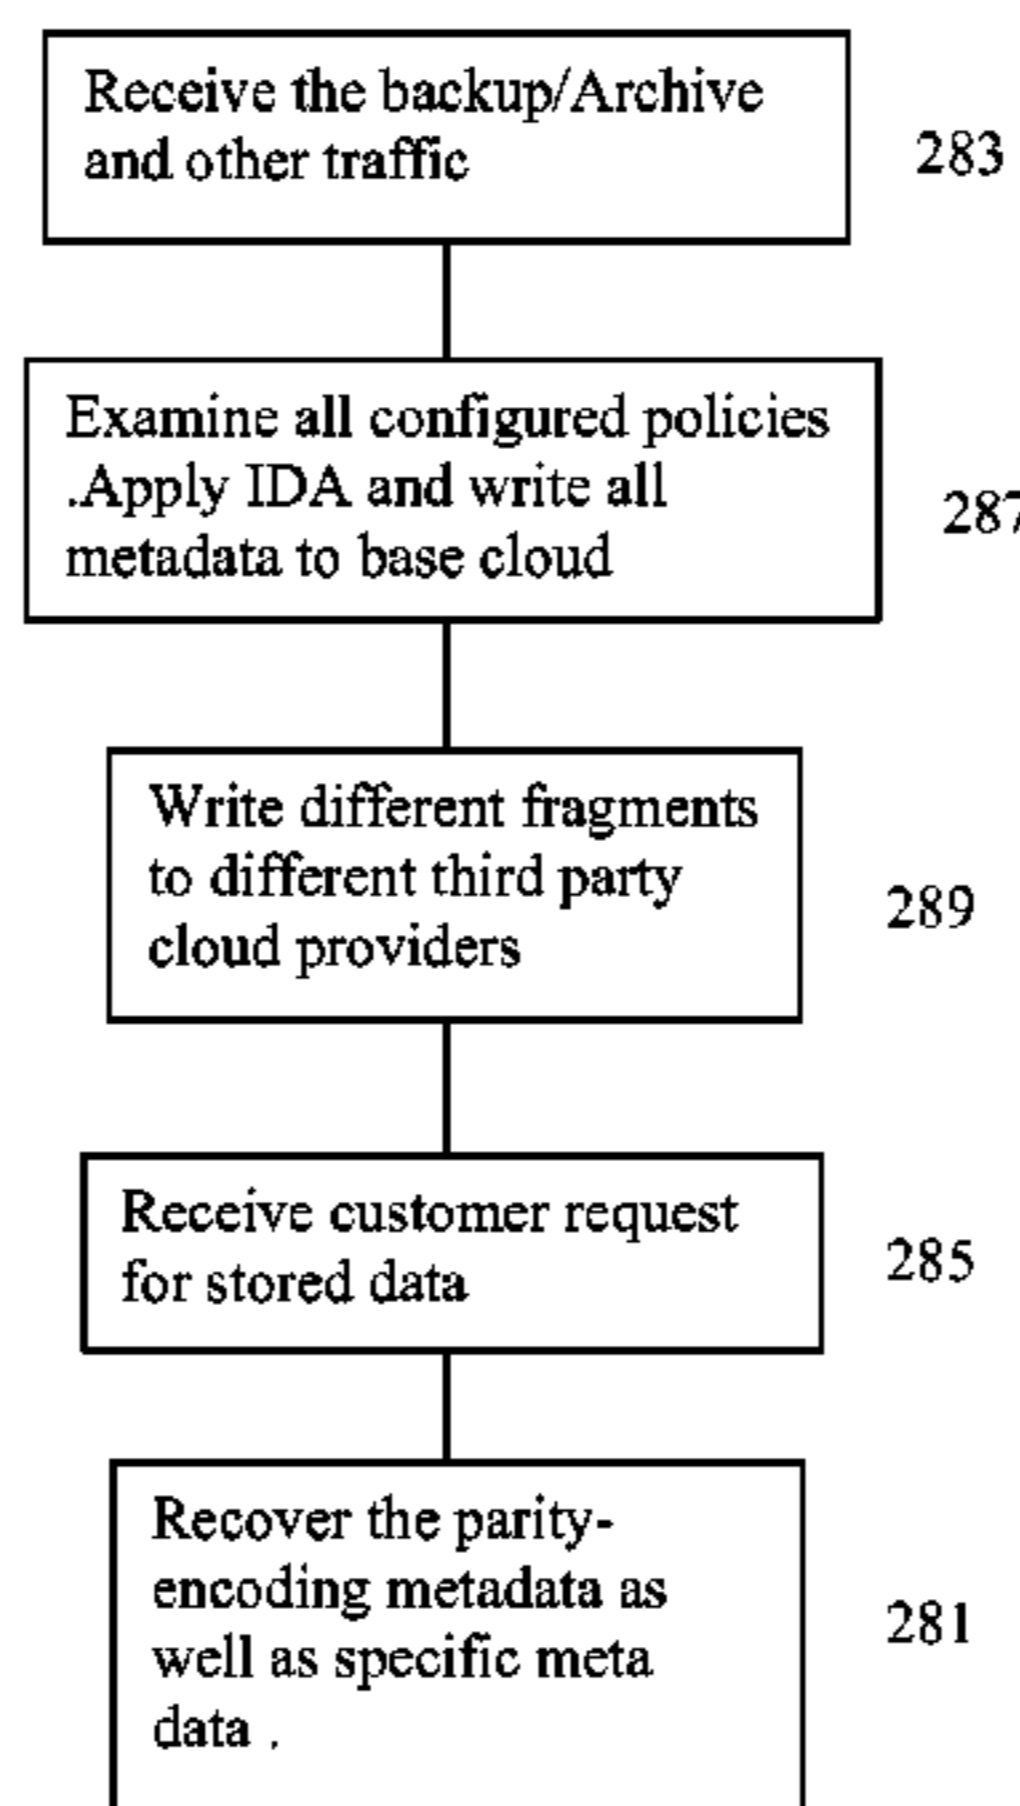 Receive the backup/Archive
and other traffic
283
Examine all configured policies
.Apply IDA and write all
metadata to base cloud
287
Write different fragments
to different third party
cloud providers
289
Receive customer request
for stored data
285
Recover the parity-
encoding metadata as
well as specific meta
data .
281